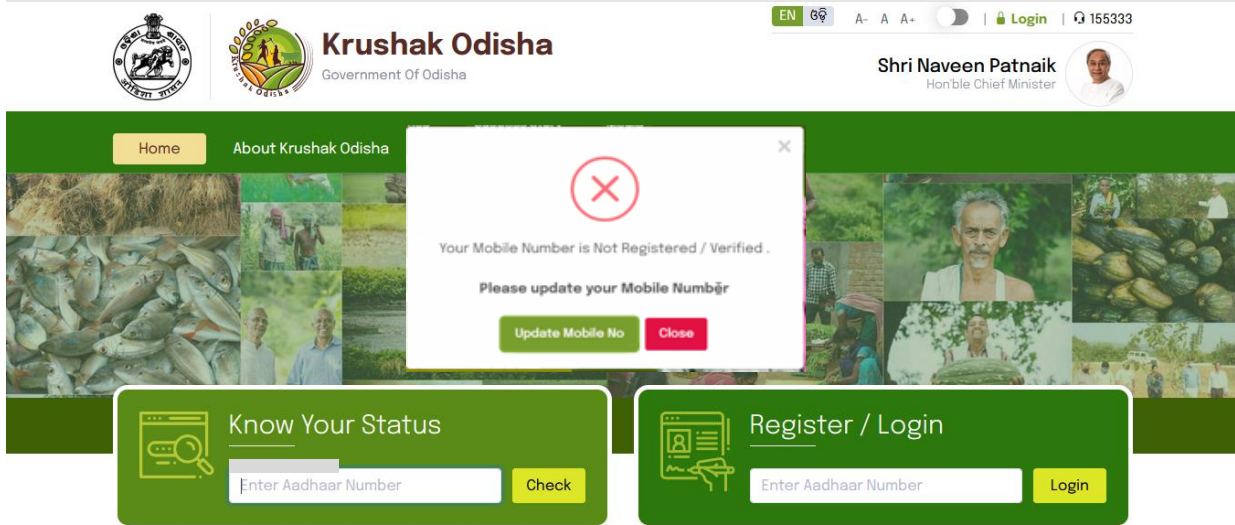 EN ଓଡ଼ି A- A A+ | Login | 155333
Krushak Odisha
Government Of Odisha
Shri Naveen Patnaik
Hon'ble Chief Minister
Home About Krushak Odisha
×
Your Mobile Number is Not Registered / Verified .
Please update your Mobile Number
Update Mobile No Close
Know Your Status
Enter Aadhaar Number Check
Register / Login
Enter Aadhaar Number Login